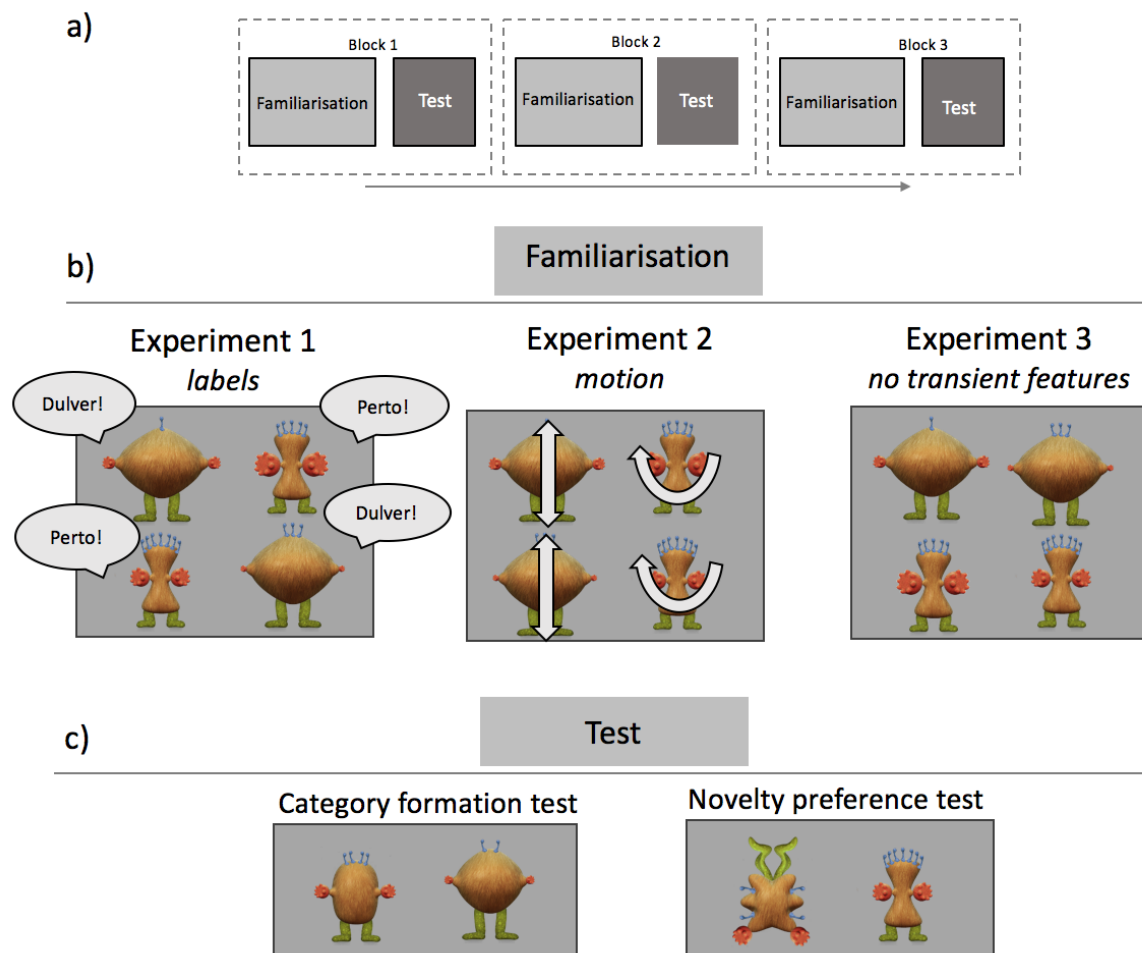 a)
Block 1
Block 2
Block 3
Familiarisation
Test
Familiarisation
Test
Familiarisation
Test
b)
Familiarisation
Experiment 1
labels
Experiment 2
motion
Experiment 3
no transient features
Dulver!
Perto!
Perto!
Dulver!
c)
Test
Category formation test
Novelty preference test